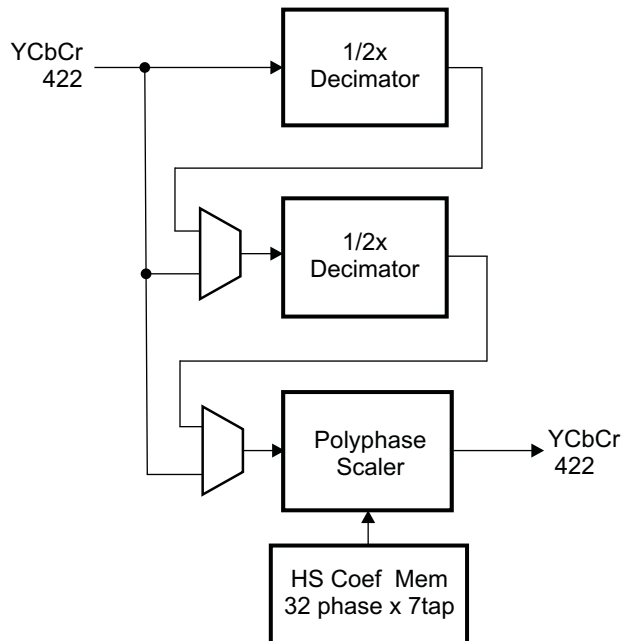 YCbCr
422
1/2x
Decimator
1/2x
Decimator
Polyphase
Scaler
YCbCr
422
HS Coef Mem
32 phase x 7tap